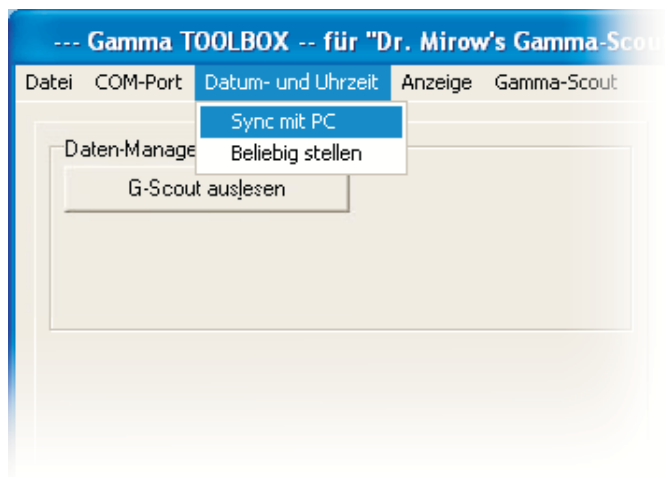 --- Gamma TOOLBOX -- für "Dr. Mirow's Gamma-Scout
Datei COM-Port Datum- und Uhrzeit Anzeige Gamma-Scout
Sync mit PC
Daten-Manage
Beliebig stellen
G-Scout auslesen